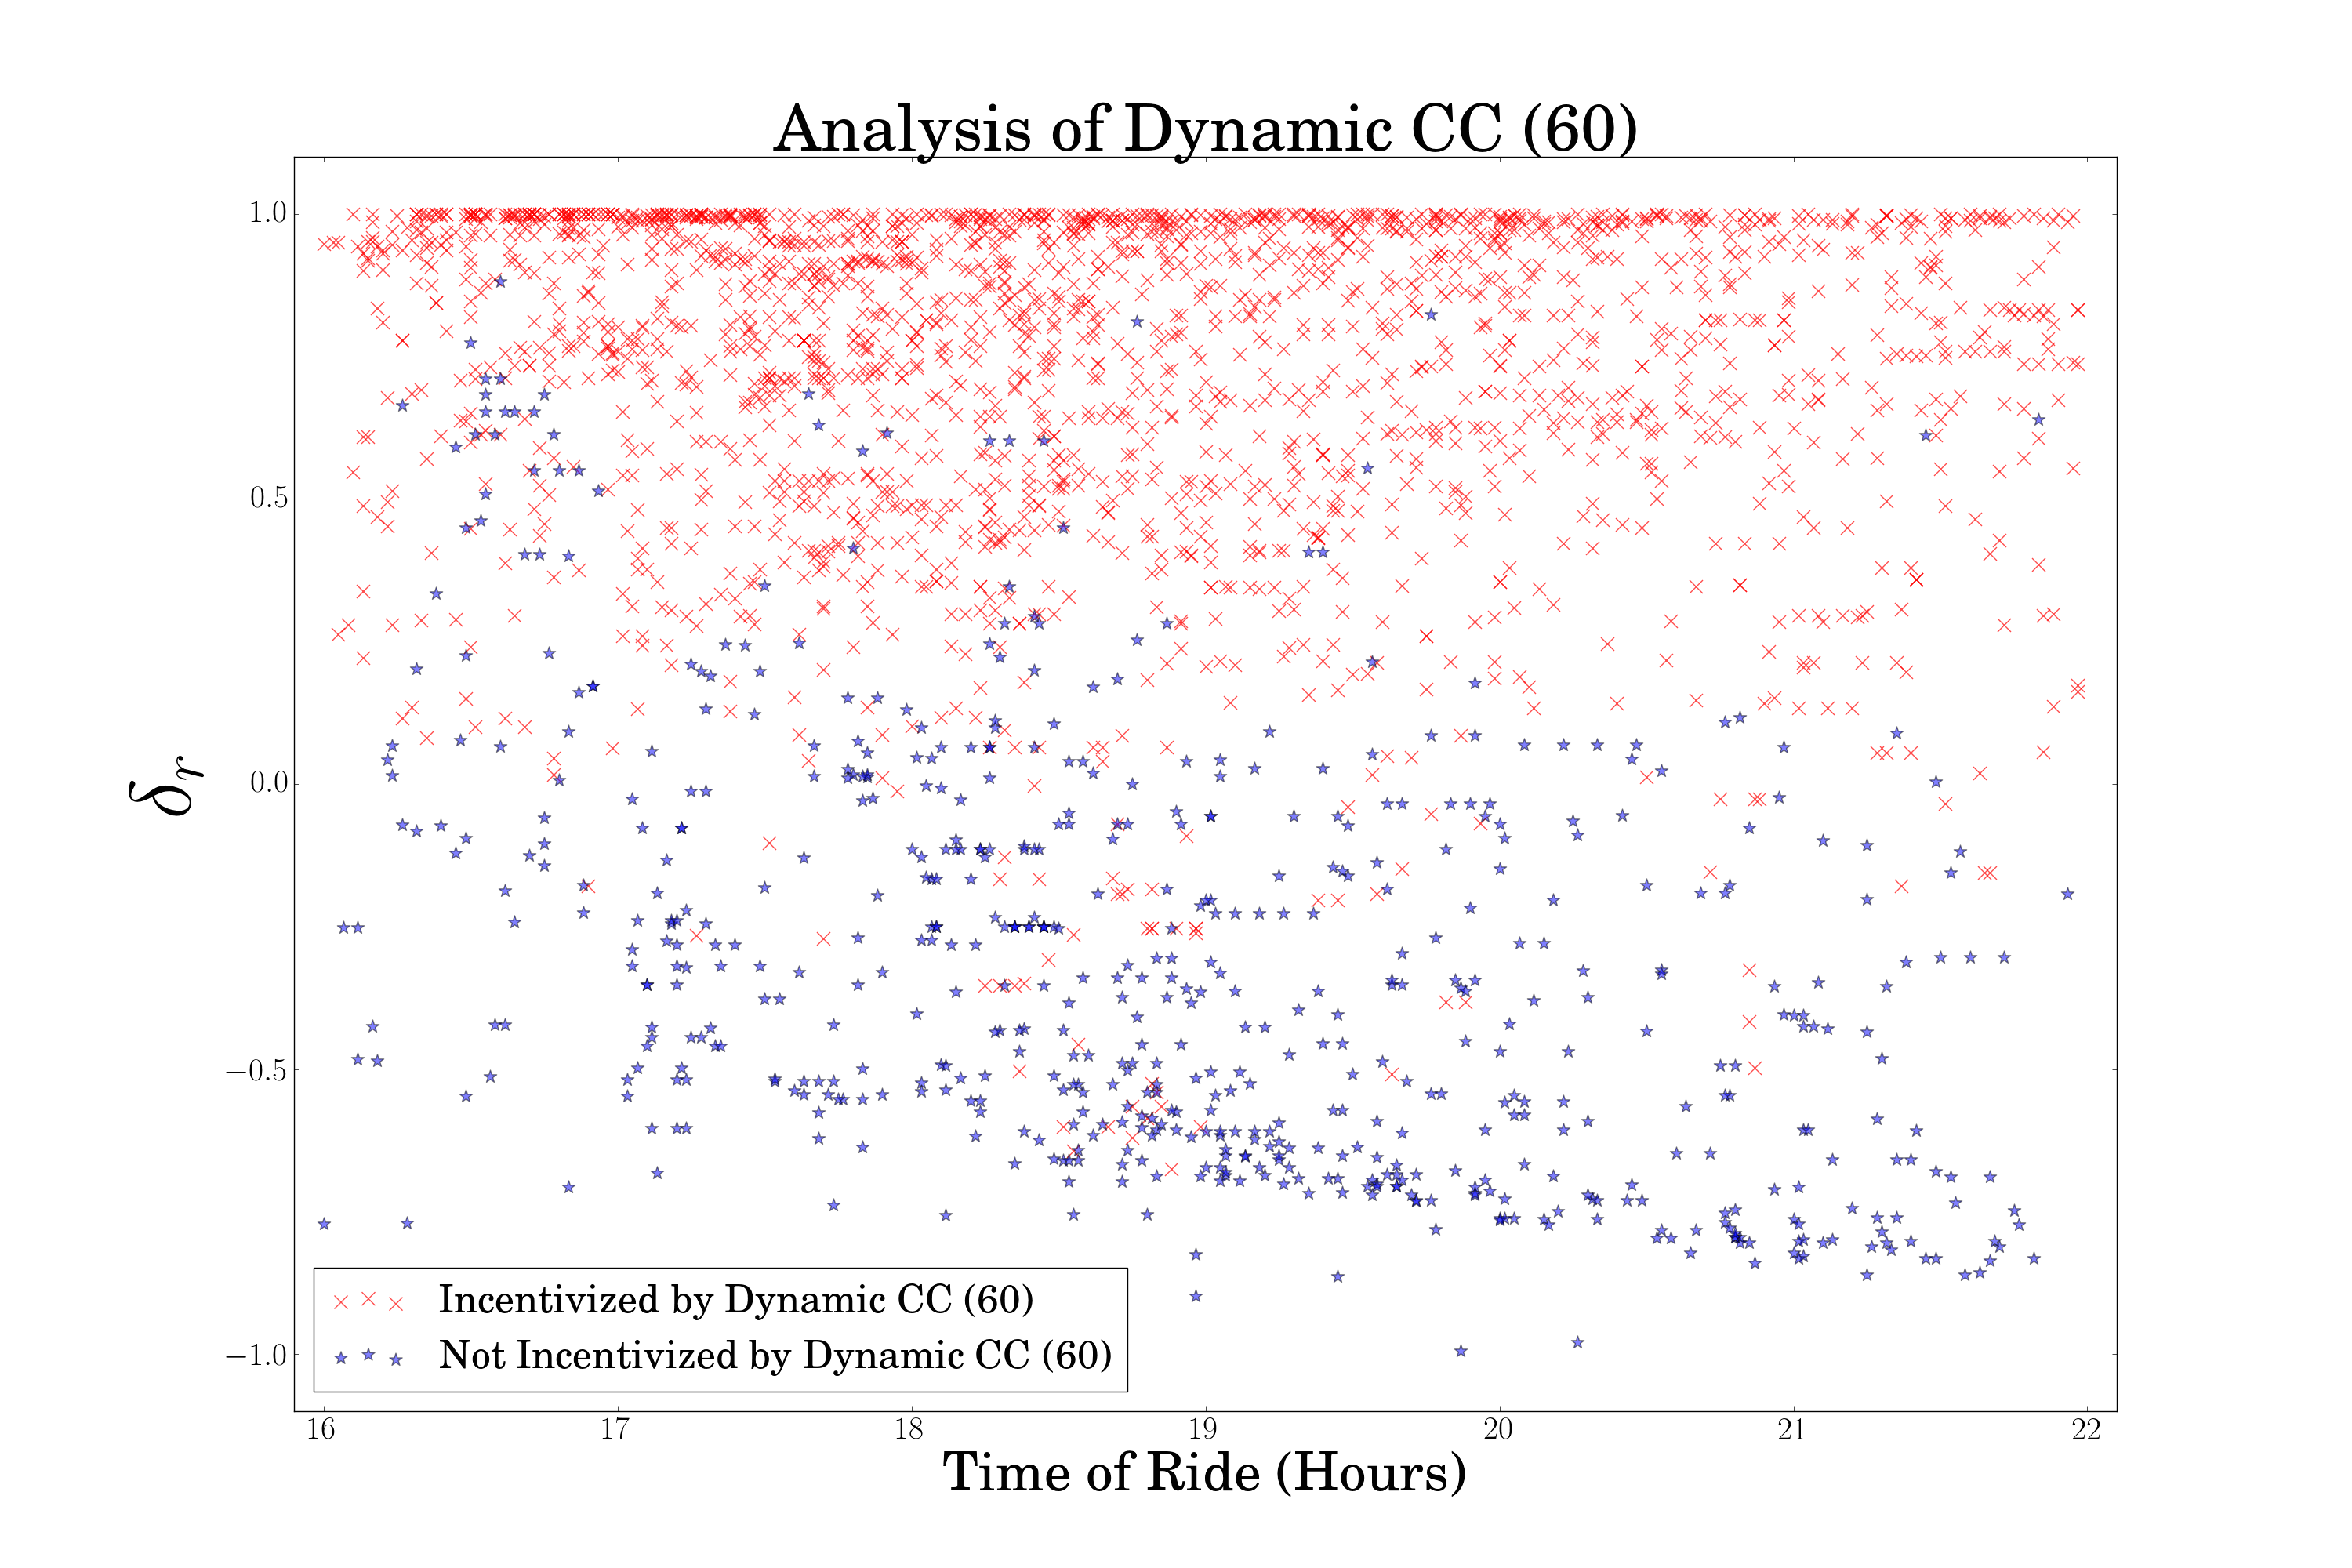 Analysis of Dynamic CC (60)
1.0
0.5
0.0
−0.5
−1.0
δr
Incentivized by Dynamic CC (60)
Not Incentivized by Dynamic CC (60)
16 17 18 19 20 21 22
Time of Ride (Hours)